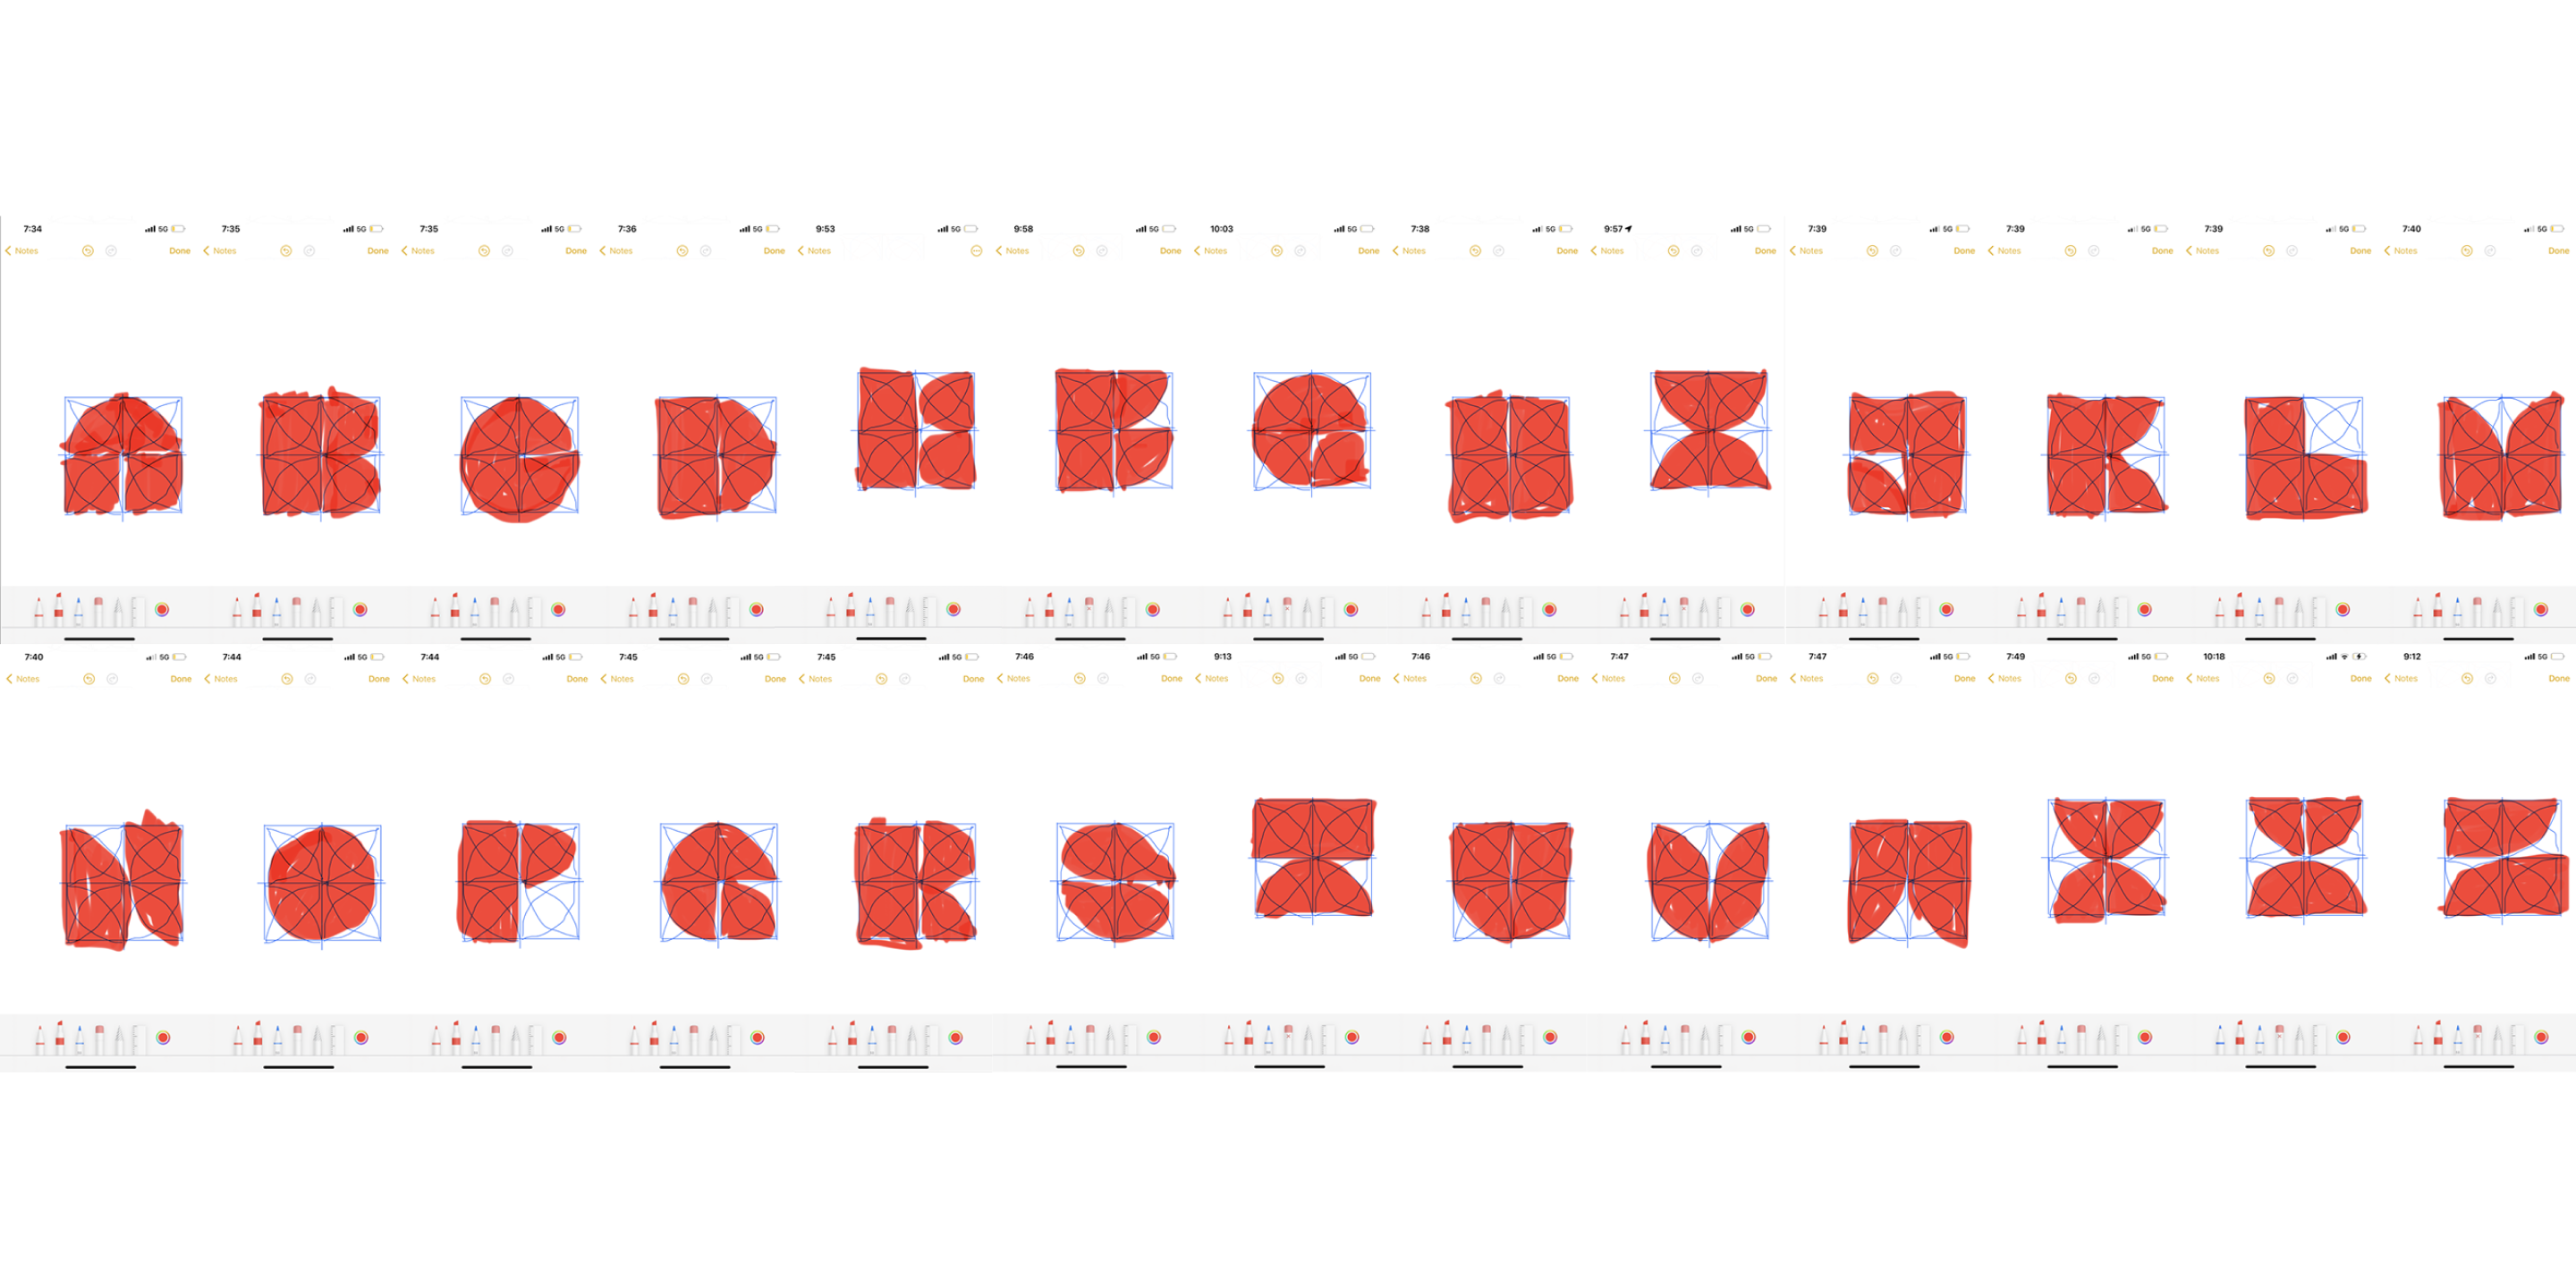 7:34 5G 7:35 5G 7:35 5G 7:36 5G 9:53 5G 9:58 5G 10:03 5G 7:38 5G 9:57 5G 7:39 5G 7:39 5G 7:39 5G 7:40 5G
Notes Done Notes Done Notes Done Notes Done Notes Notes Done Notes Done Notes Done Notes Done Notes Done Notes Done Notes Done Notes Done
A B C D E F G H I J K L M
7:40 5G 7:44 5G 7:44 5G 7:45 5G 7:45 5G 7:46 5G 9:13 5G 7:46 5G 7:47 5G 7:47 5G 7:49 5G 10:18 9:12 5G
Notes Done Notes Done Notes Done Notes Done Notes Done Notes Done Notes Done Notes Done Notes Done Notes Done Notes Done Notes Done Notes Done
N O P Q R S T U V W X Y Z